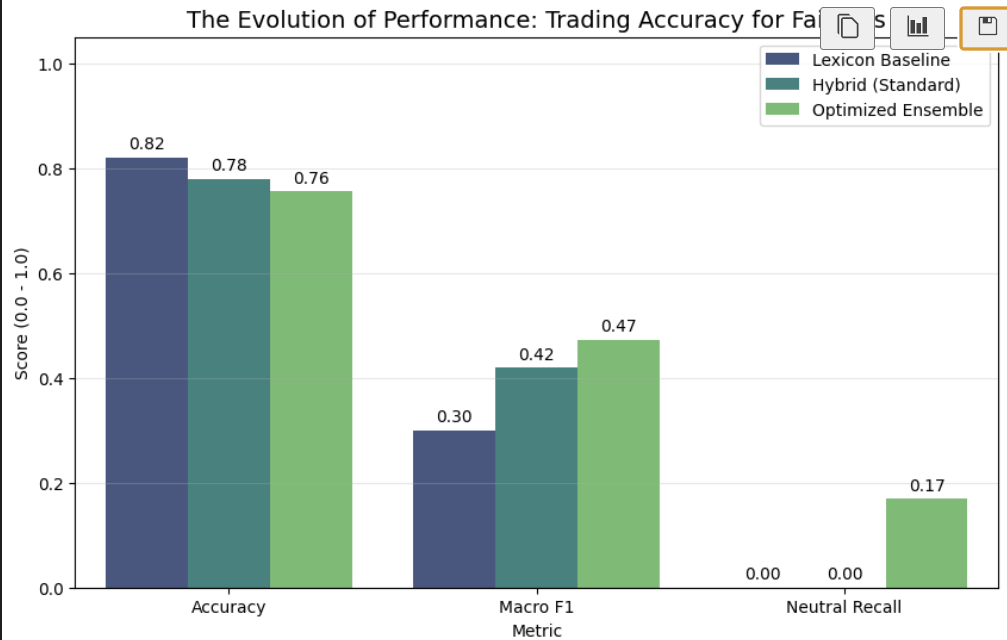 The Evolution of Performance: Trading Accuracy for
Lexicon Baseline
Hybrid (Standard)
Optimized Ensemble
Score (0.0 - 1.0)
1.0
0.8
0.6
0.4
0.2
0.0
0.82
0.78
0.76
0.30
0.42
0.47
0.00
0.00
0.17
Accuracy
Macro F1
Neutral Recall
Metric